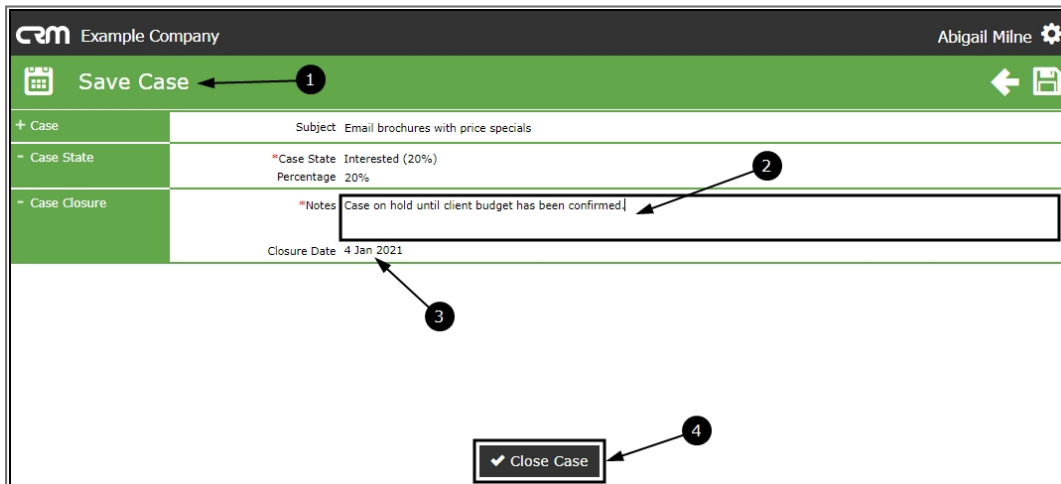 CRM Example Company Abigail Milne
Save Case 1
+ Case Subject Email brochures with price specials
- Case State *Case State Interested (20%)
2
Percentage 20%
- Case Closure *Notes Case on hold until client budget has been confirmed.
Closure Date 4 Jan 2021
3
4
✔ Close Case